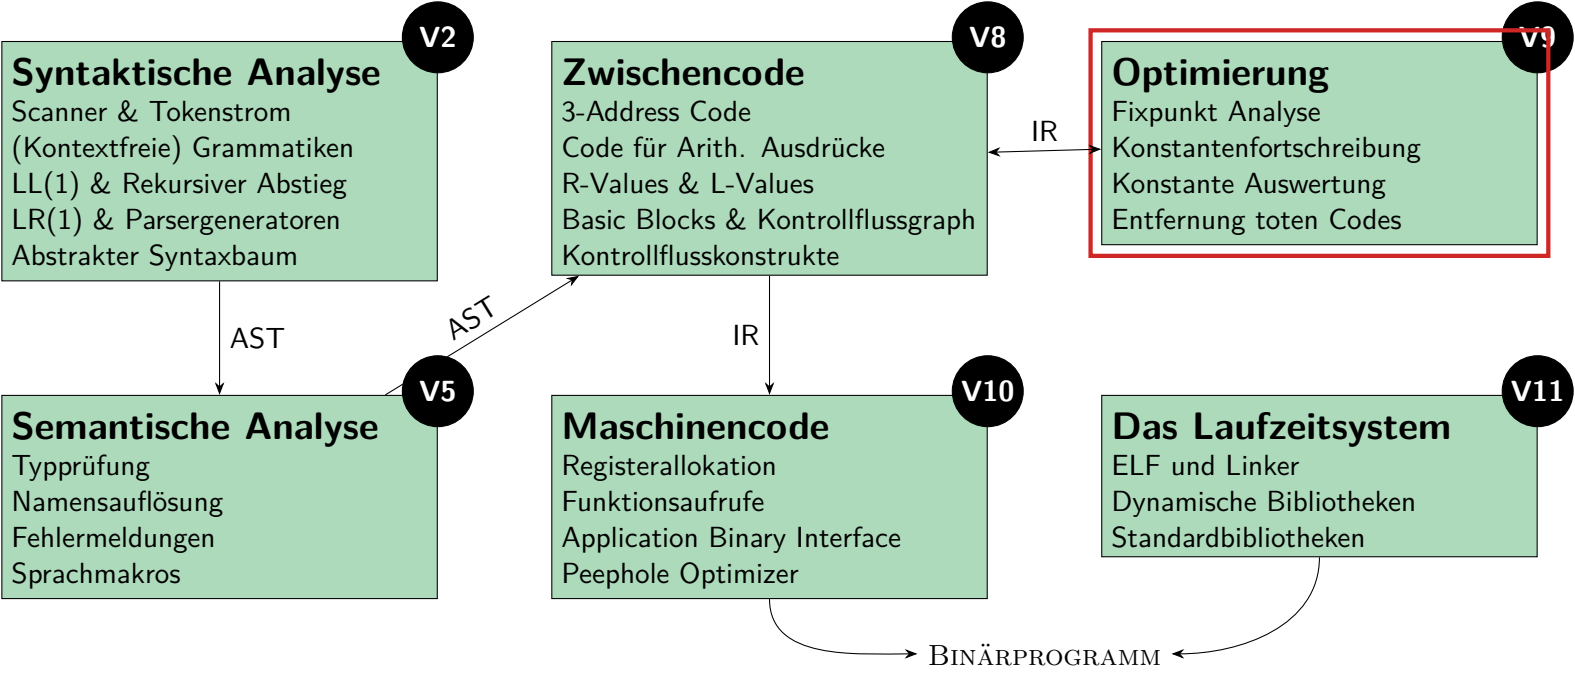 V2
Syntaktische Analyse
Scanner & Tokenstrom
(Kontextfreie) Grammatiken
LL(1) & Rekursiver Abstieg
LR(1) & Parsergeneratoren
Abstrakter Syntaxbaum
AST
V5
Semantische Analyse
Typprüfung
Namensauflösung
Fehlermeldungen
Sprachmakros
AST
V8
Zwischencode
3-Address Code
Code für Arith. Ausdrücke
R-Values & L-Values
Basic Blocks & Kontrollflussgraph
Kontrollflusskonstrukte
IR
V9
Optimierung
Fixpunkt Analyse
Konstantenfortschreibung
Konstante Auswertung
Entfernung toten Codes
IR
V10
Maschinencode
Registerallokation
Funktionsaufrufe
Application Binary Interface
Peephole Optimizer
V11
Das Laufzeitsystem
ELF und Linker
Dynamische Bibliotheken
Standardbibliotheken
BINÄRPROGRAMM